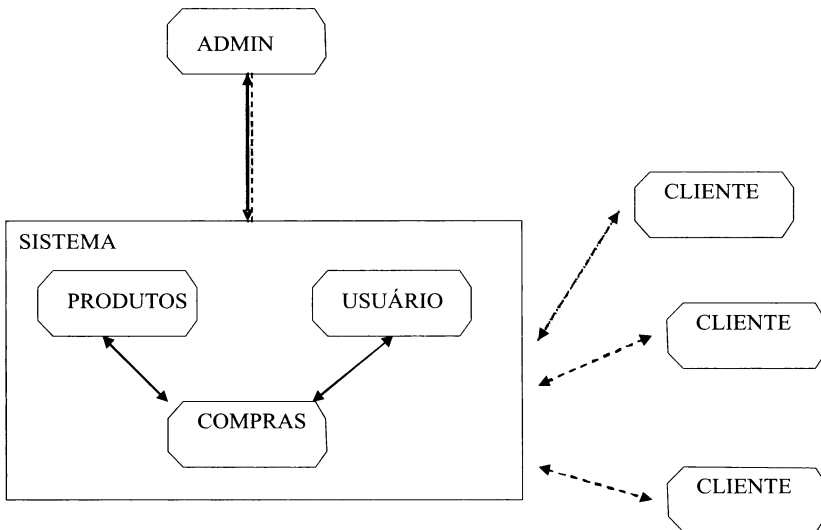 ADMIN
CLIENTE
SISTEMA
PRODUTOS
USUÁRIO
CLIENTE
COMPRAS
CLIENTE